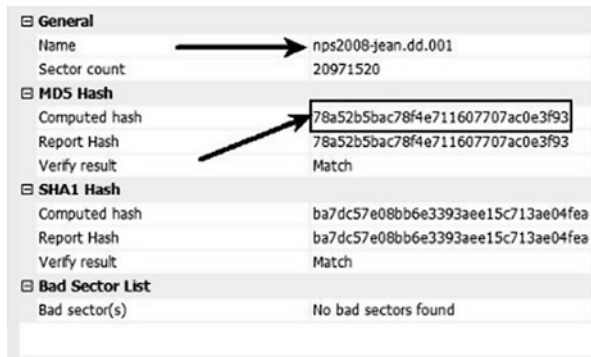 General
Name nps2008-jean.dd.001
Sector count 20971520
MD5 Hash
Computed hash 78a52b5bac78f4e711607707ac0e3f93
Report Hash 78a52b5bac78f4e711607707ac0e3f93
Verify result Match
SHA1 Hash
Computed hash ba7dc57e08bb6e3393aee15c713ae04fea
Report Hash ba7dc57e08bb6e3393aee15c713ae04fea
Verify result Match
Bad Sector List
Bad sector(s) No bad sectors found